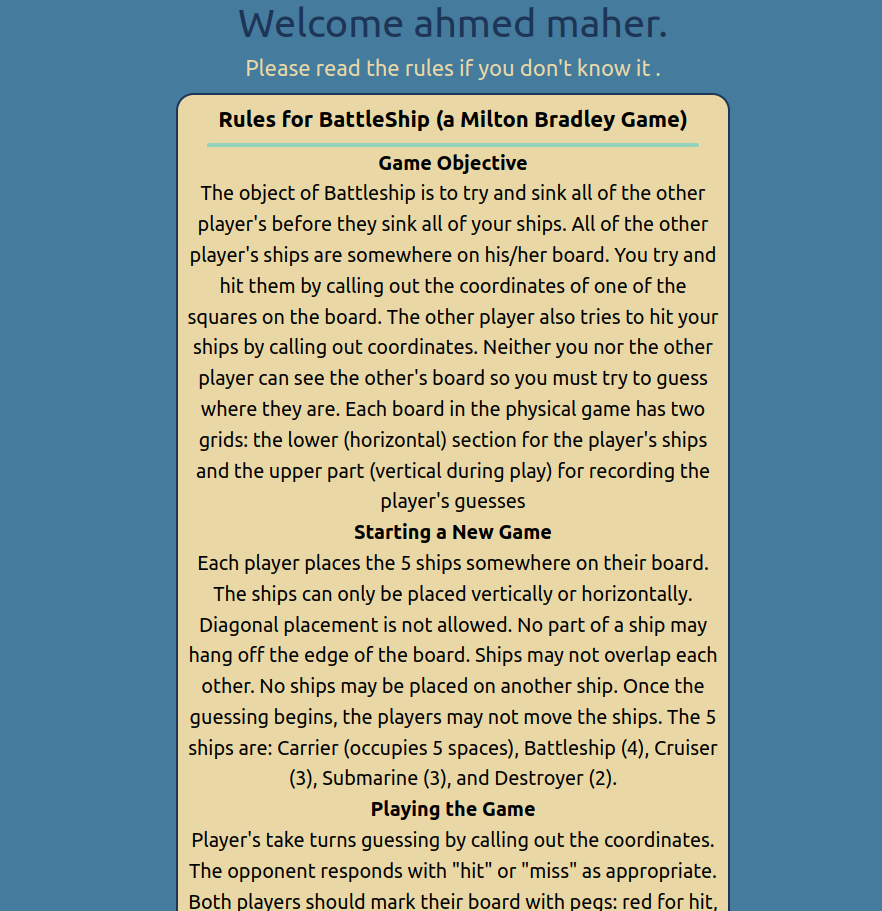 Welcome ahmed maher.
Please read the rules if you don't know it .
Rules for BattleShip (a Milton Bradley Game)
Game Objective
The object of Battleship is to try and sink all of the other
player's before they sink all of your ships. All of the other
player's ships are somewhere on his/her board. You try and
hit them by calling out the coordinates of one of the
squares on the board. The other player also tries to hit your
ships by calling out coordinates. Neither you nor the other
player can see the other's board so you must try to guess
where they are. Each board in the physical game has two
grids: the lower (horizontal) section for the player's ships
and the upper part (vertical during play) for recording the
player's guesses
Starting a New Game
Each player places the 5 ships somewhere on their board.
The ships can only be placed vertically or horizontally.
Diagonal placement is not allowed. No part of a ship may
hang off the edge of the board. Ships may not overlap each
other. No ships may be placed on another ship. Once the
guessing begins, the players may not move the ships. The 5
ships are: Carrier (occupies 5 spaces), Battleship (4), Cruiser
(3), Submarine (3), and Destroyer (2).
Playing the Game
Player's take turns guessing by calling out the coordinates.
The opponent responds with "hit" or "miss" as appropriate.
Both players should mark their board with pegs: red for hit,